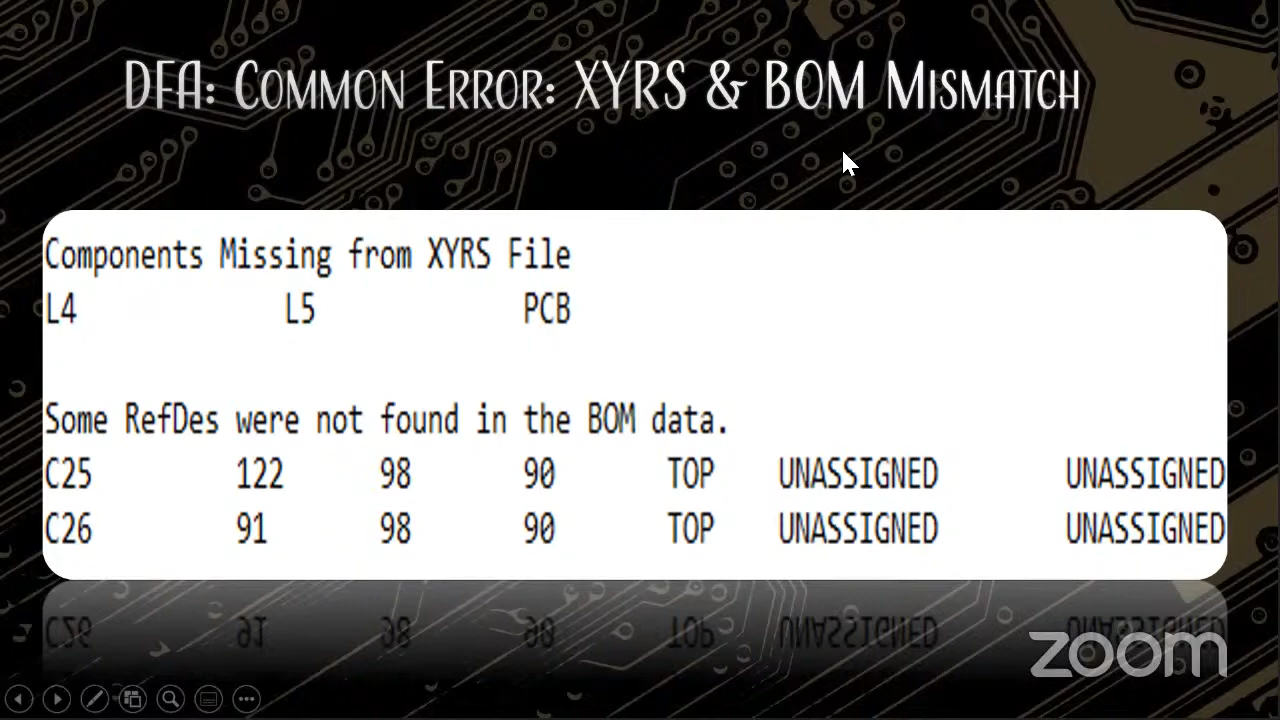 DFA: COMMON ERROR: XYRS & BOM MISMATCH
Components Missing from XYRS File
L4 L5 PCB
Some RefDes were not found in the BOM data.
C25 122 98 90 TOP UNASSIGNED UNASSIGNED
C26 91 98 90 TOP UNASSIGNED UNASSIGNED
zoom